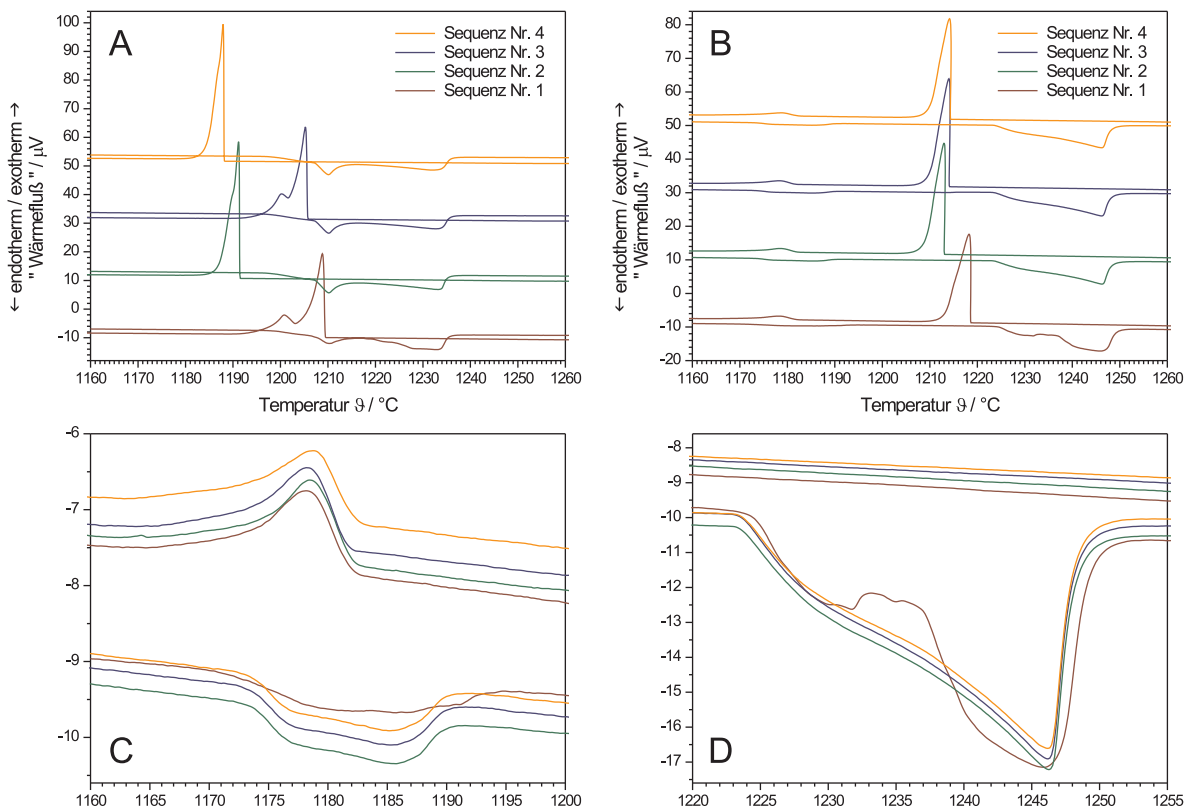 A
Sequenz Nr. 4
Sequenz Nr. 3
Sequenz Nr. 2
Sequenz Nr. 1
← endotherm / exotherm →
" Wärmefluß " / µV
100
90
80
70
60
50
40
30
20
10
0
-10
1160 1170 1180 1190 1200 1210 1220 1230 1240 1250 1260
Temperatur ϑ / °C
B
Sequenz Nr. 4
Sequenz Nr. 3
Sequenz Nr. 2
Sequenz Nr. 1
← endotherm / exotherm →
" Wärmefluß " / µV
80
70
60
50
40
30
20
10
0
-10
-20
1160 1170 1180 1190 1200 1210 1220 1230 1240 1250 1260
Temperatur ϑ / °C
C
-6
-7
-8
-9
-10
1160 1165 1170 1175 1180 1185 1190 1195 1200
D
-8
-9
-10
-11
-12
-13
-14
-15
-16
-17
1220 1225 1230 1235 1240 1245 1250 1255